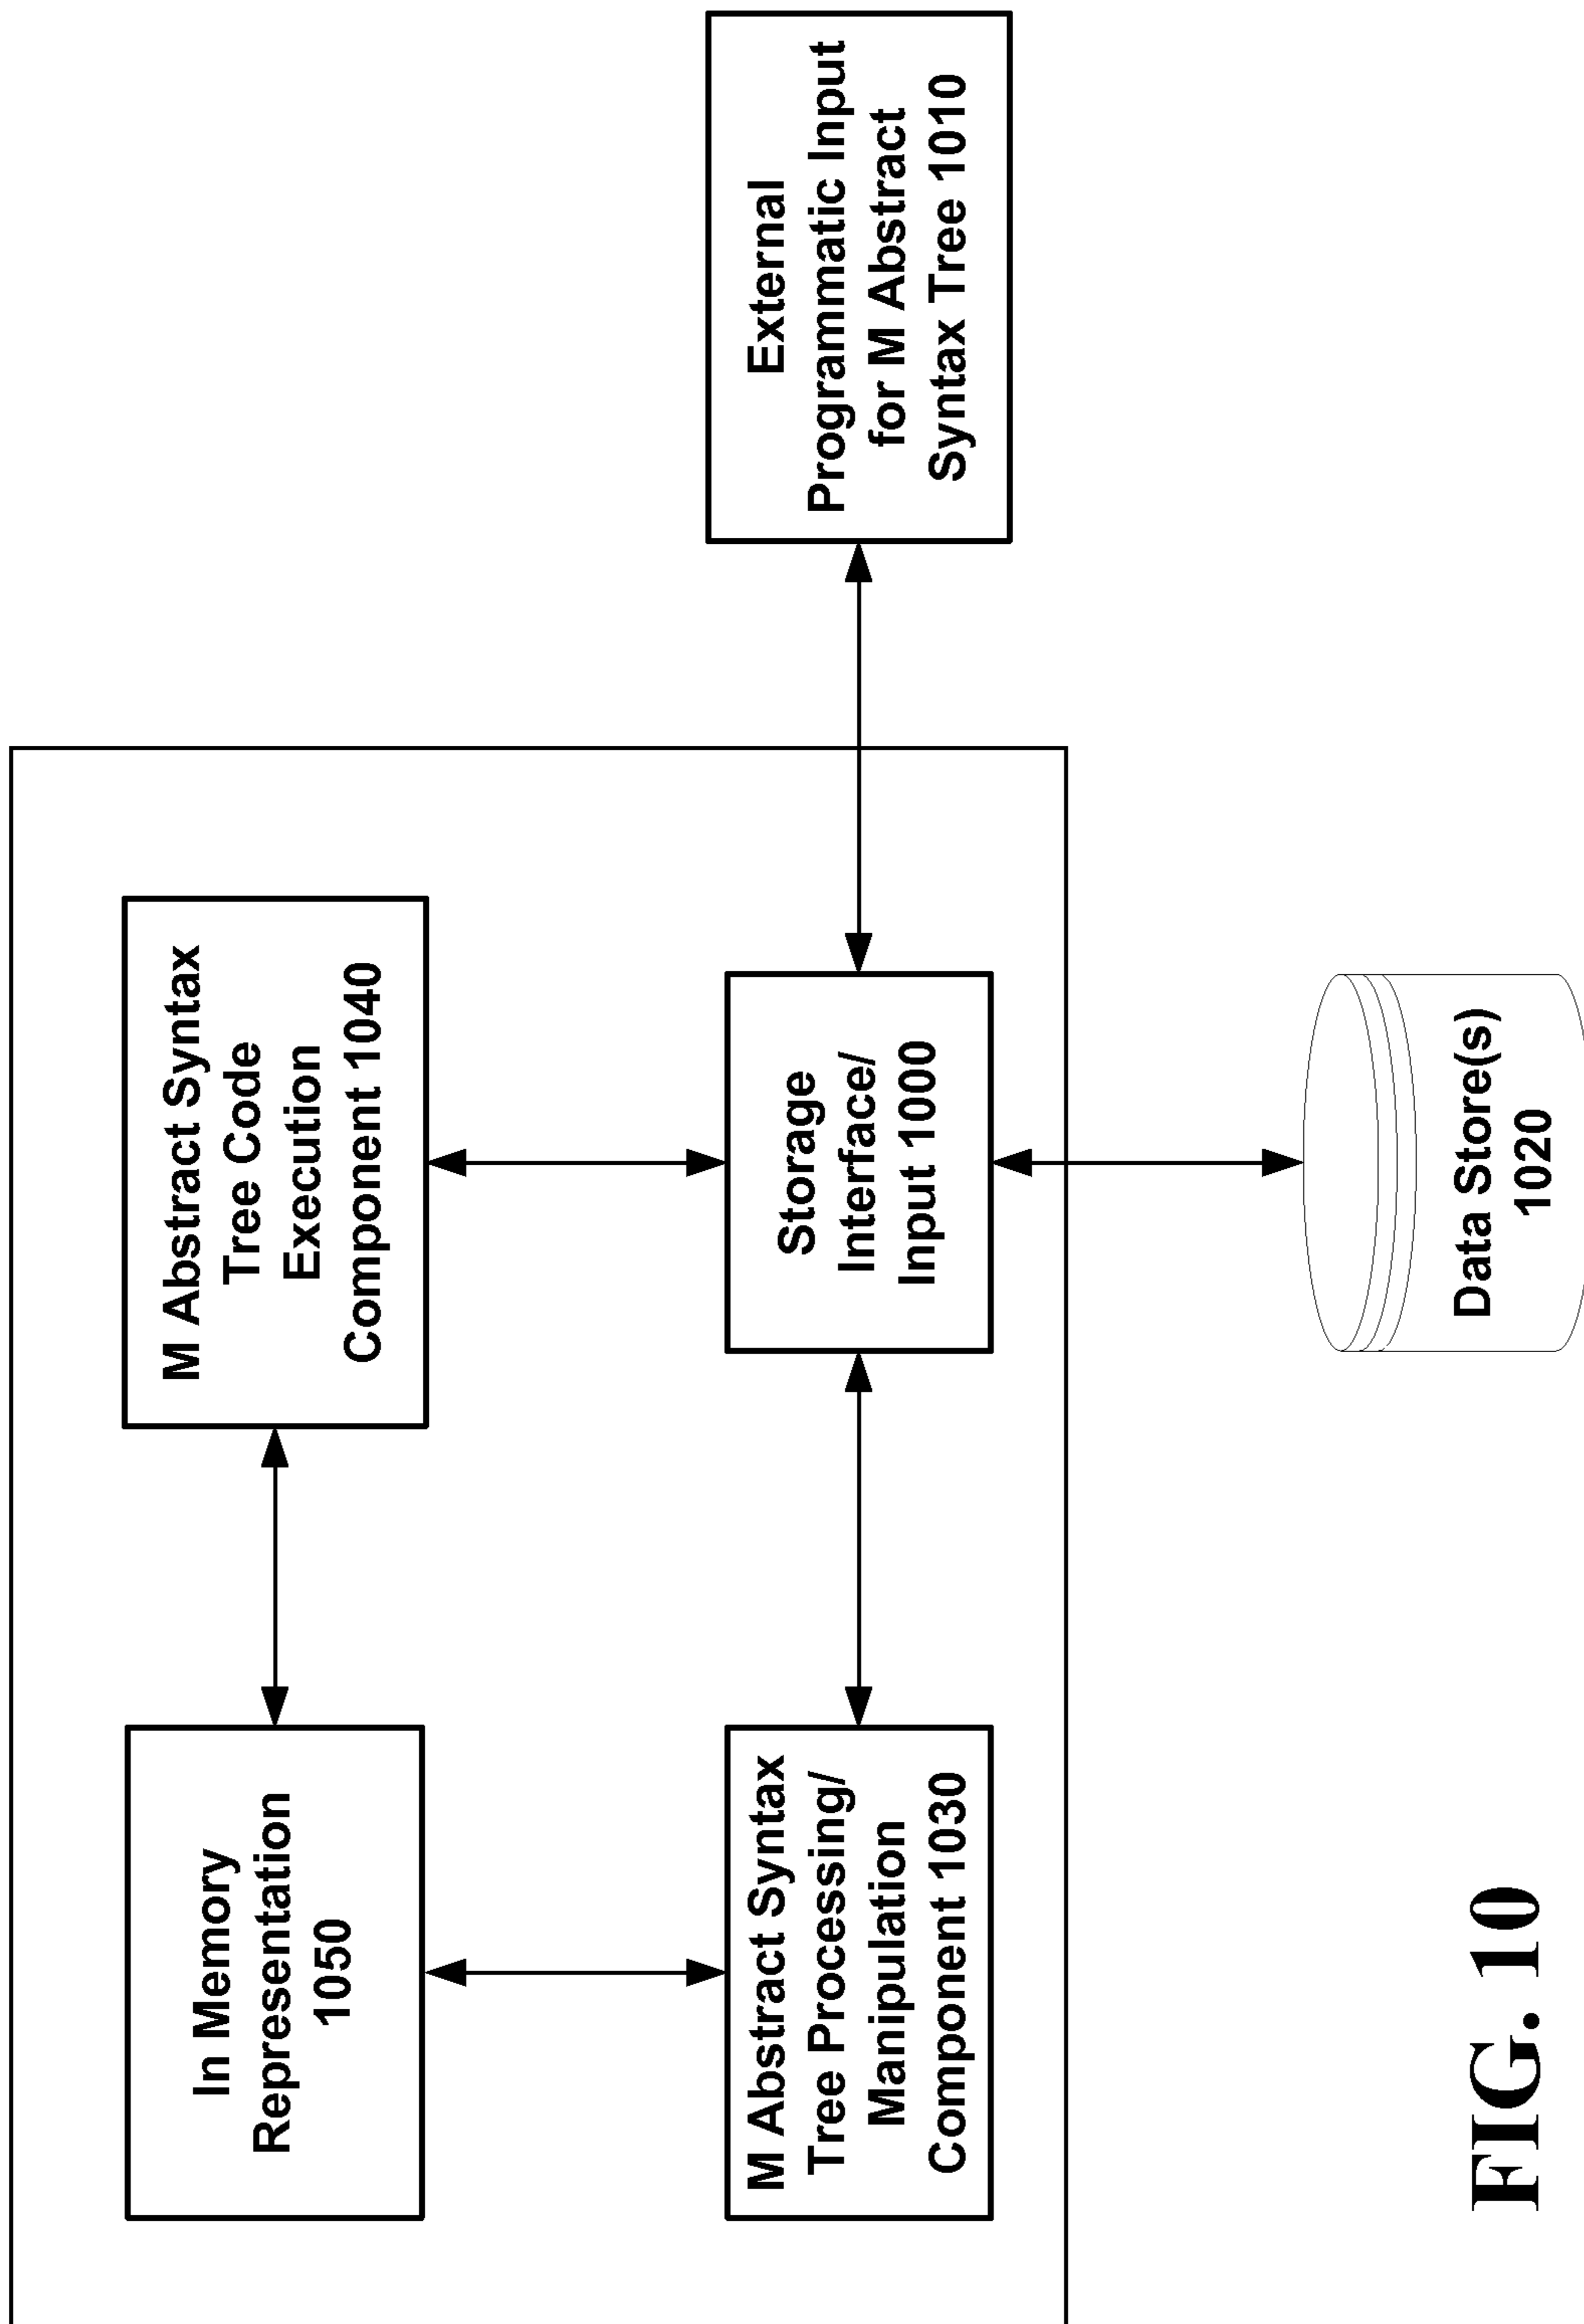 In Memory
Representation
1050
M Abstract Syntax
Tree Code
Execution
Component 1040
M Abstract Syntax
Tree Processing/
Manipulation
Component 1030
Storage
Interface/
Input 1000
External
Programmatic Input
for M Abstract
Syntax Tree 1010
Data Store(s)
1020
FIG. 10